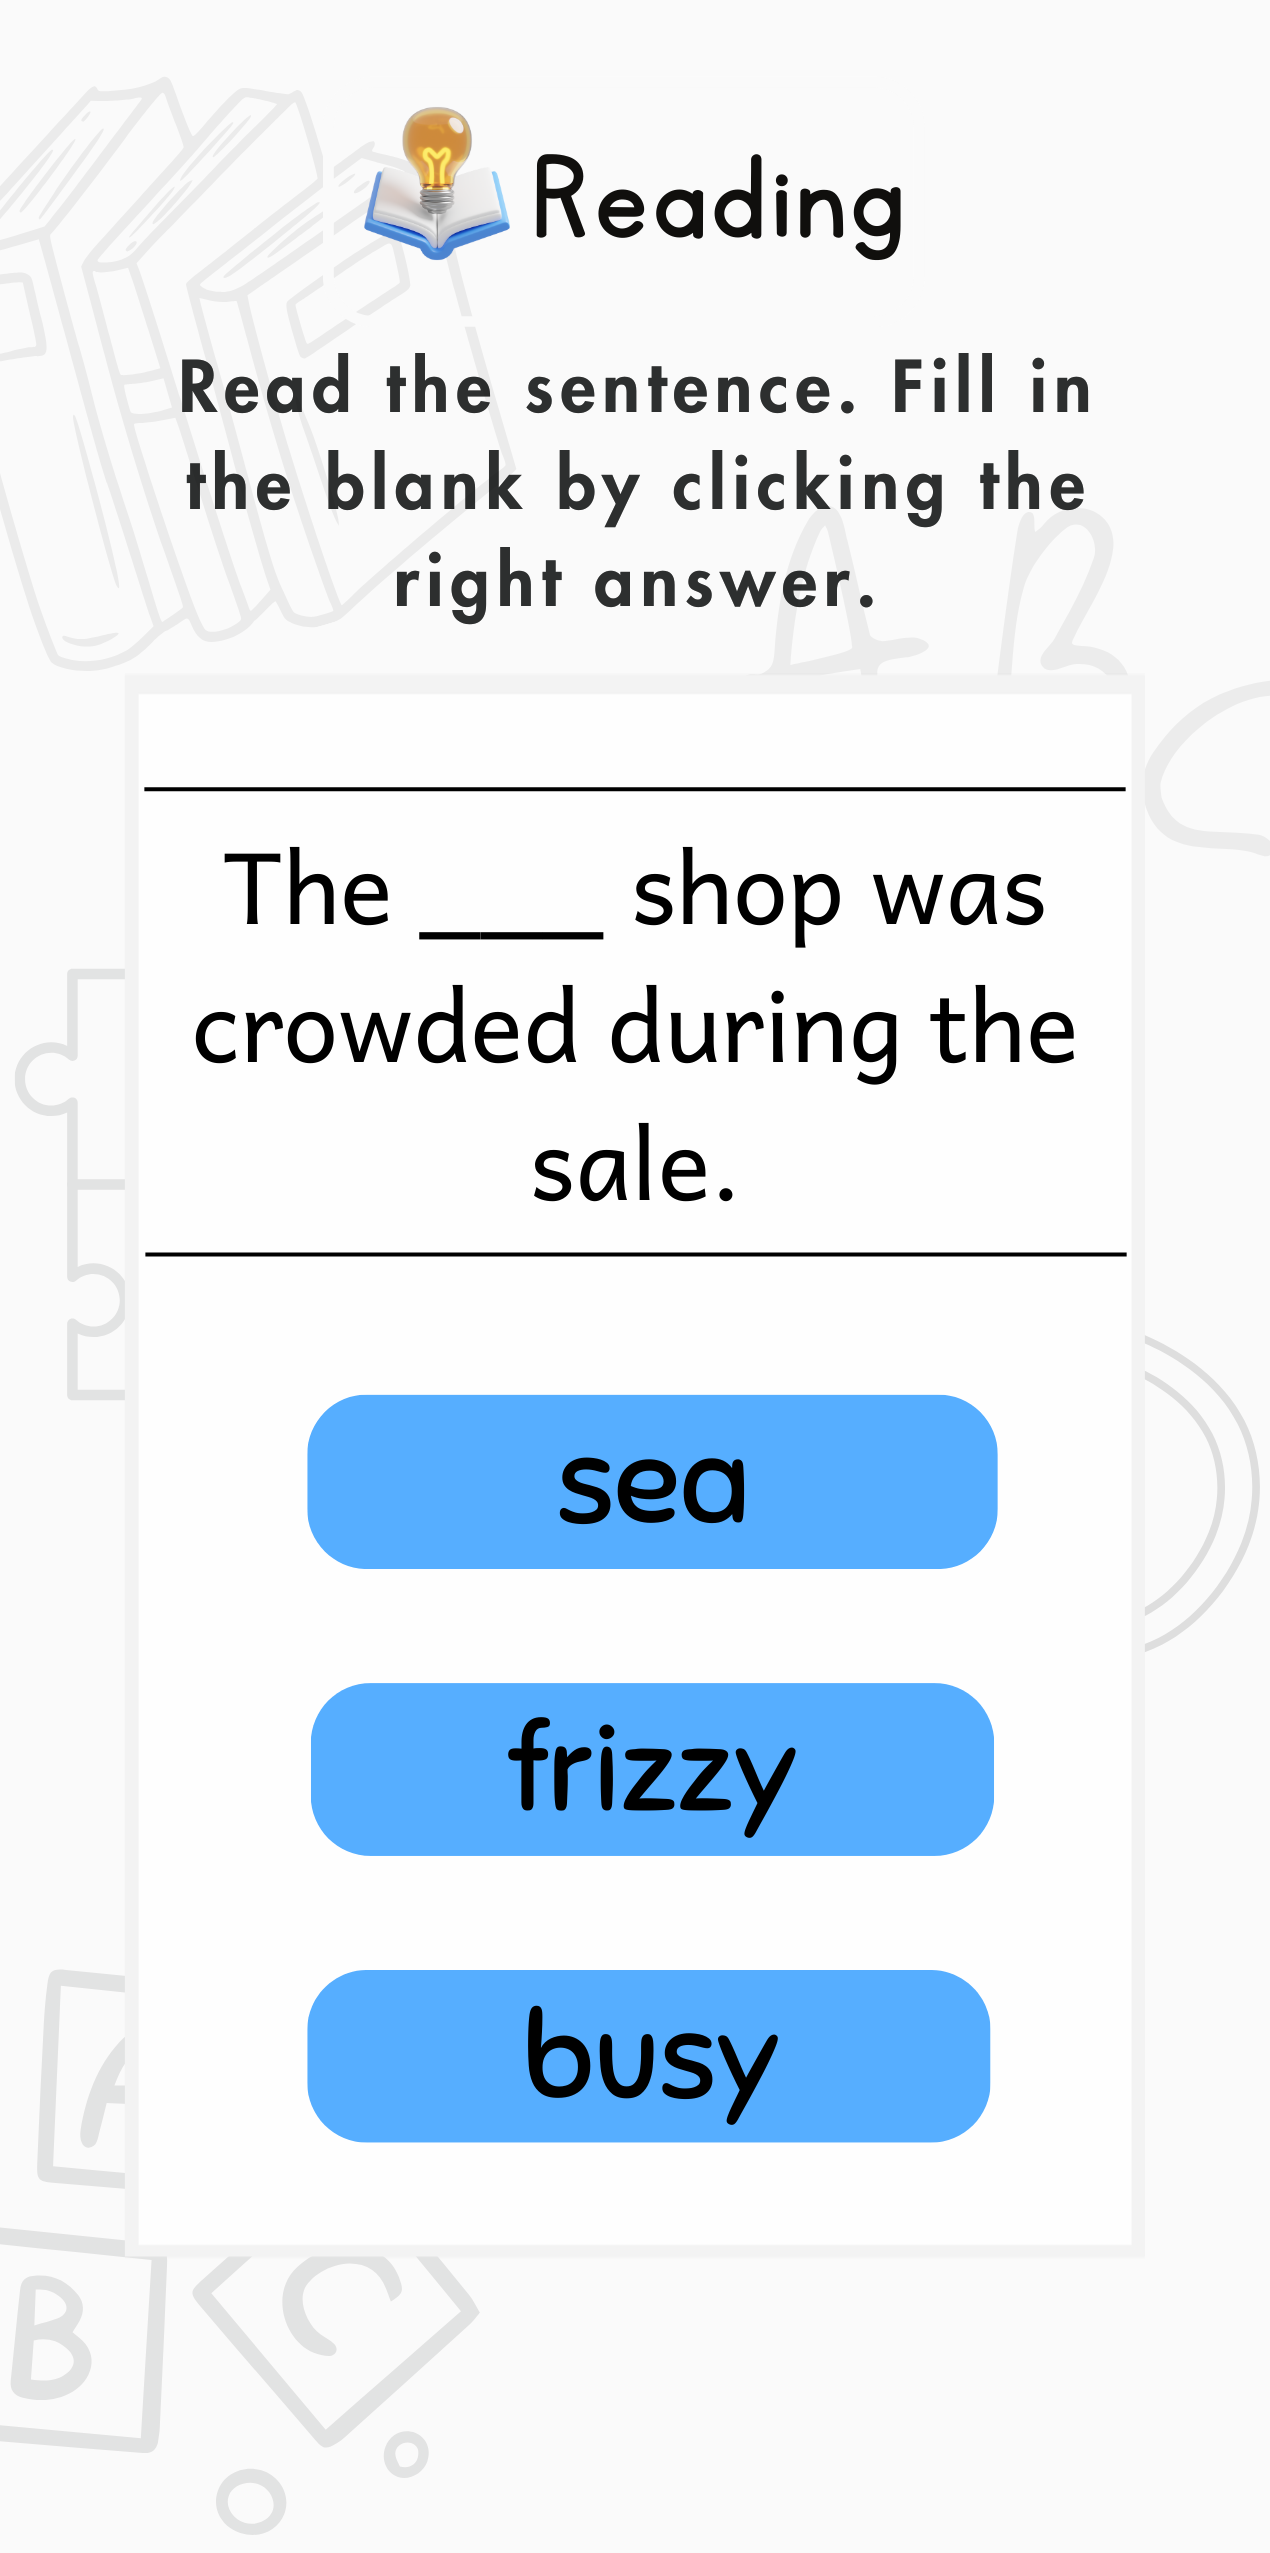 Reading
Read the sentence. Fill in
the blank by clicking the
right answer.
The ___ shop was
crowded during the
sale.
sea
frizzy
busy
A B
A
B
C